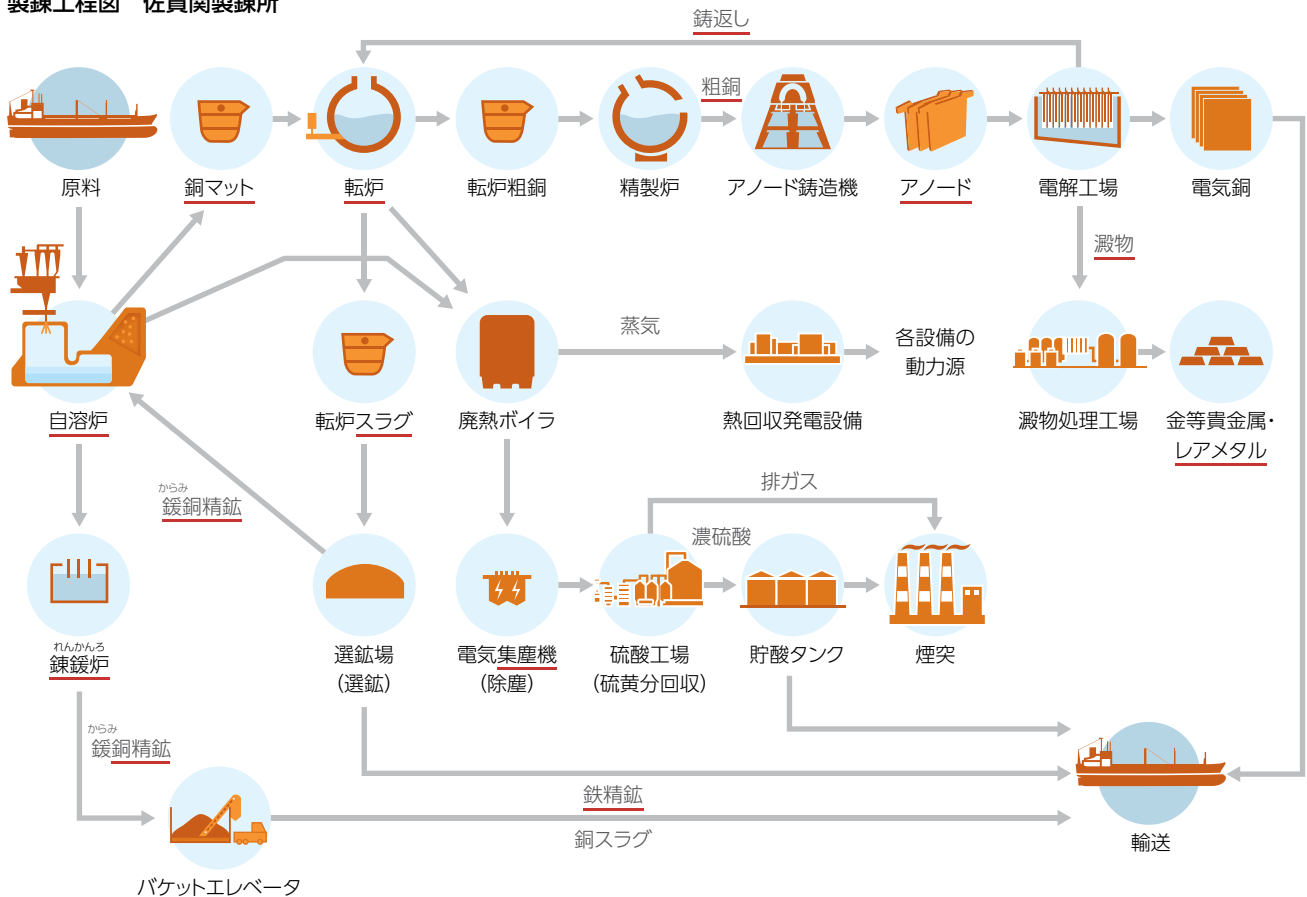 製錬工程図 佐賀関製錬所
鋳返し
粗銅
原料
銅マット
転炉
転炉粗銅
精製炉
アノード鋳造機
アノード
電解工場
電気銅
澱物
蒸気
各設備の
動力源
自溶炉
転炉スラグ
廃熱ボイラ
熱回収発電設備
澱物処理工場
金等貴金属・
レアメタル
からみ
鍰銅精鉱
排ガス
濃硫酸
れんかんろ
錬鍰炉
選鉱場
（選鉱）
電気集塵機
（除塵）
硫酸工場
（硫黄分回収）
貯酸タンク
煙突
からみ
鍰銅精鉱
鉄精鉱
銅スラグ
輸送
バケットエレベータ